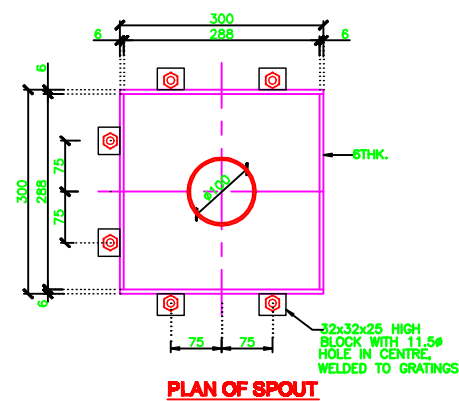 300
6 288 6
6
75
300 288
75
ø100
6THK.
6
75 75
32x32x25 HIGH
BLOCK WITH 11.5ø
HOLE IN CENTRE,
WELDED TO GRATINGS
PLAN OF SPOUT